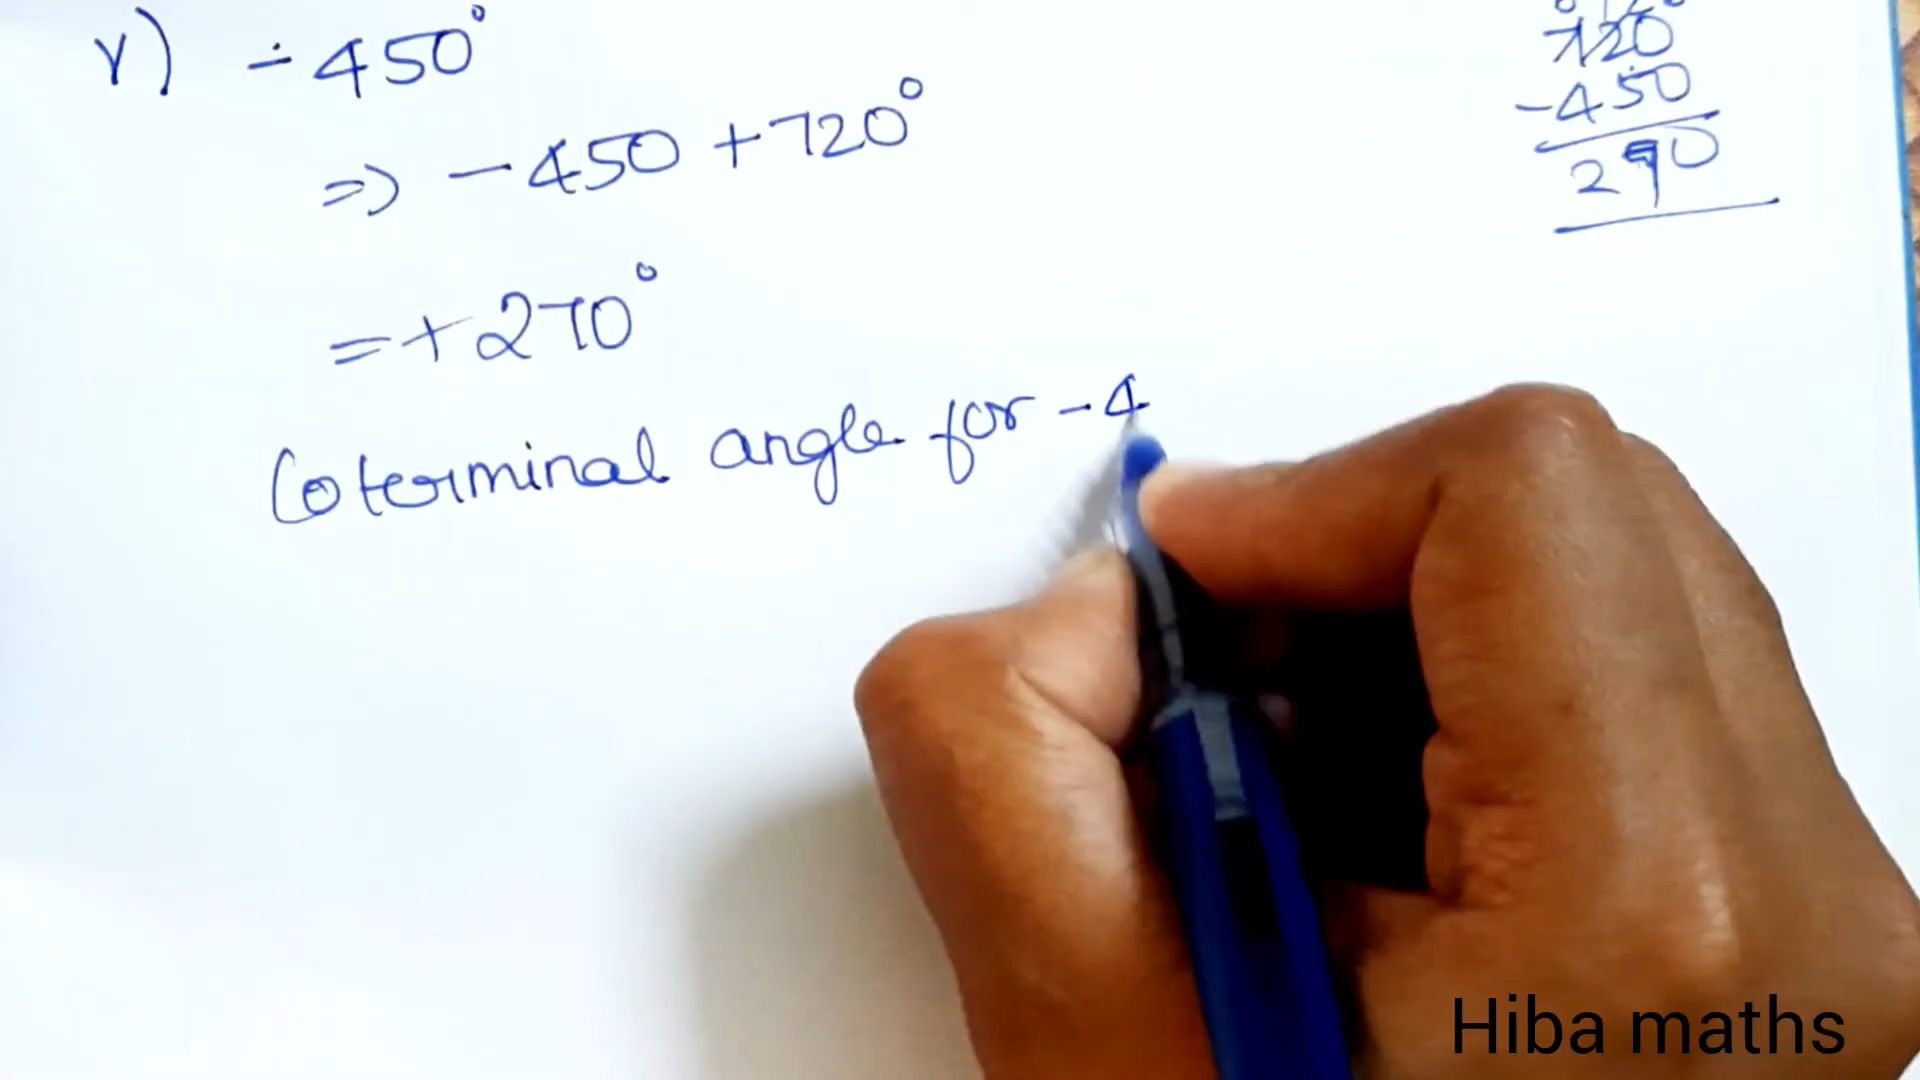 v) - 450°
⇒ - 450 + 720°
= + 270°
Coterminal angle for - 4
720
- 450
270
Hiba maths